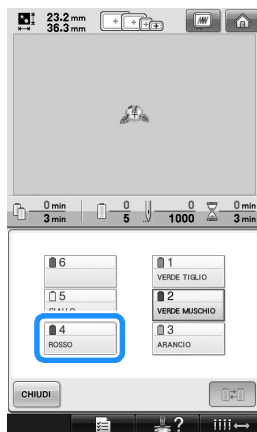 23.2 mm
36.3 mm
0 min
3 min
0
5
0
1000
0 min
3 min
6
1
VERDE TIGLIO
5
GIALLO
2
VERDE MUSCHIO
4
ROSSO
3
ARANCIO
CHIUDI
?